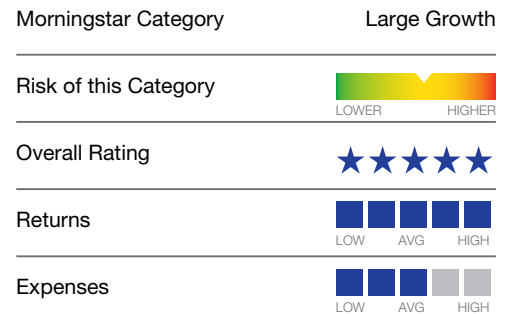 Morningstar Category Large Growth
Risk of this Category
LOWER HIGHER
Overall Rating
Returns
LOW AVG HIGH
Expenses
LOW AVG HIGH